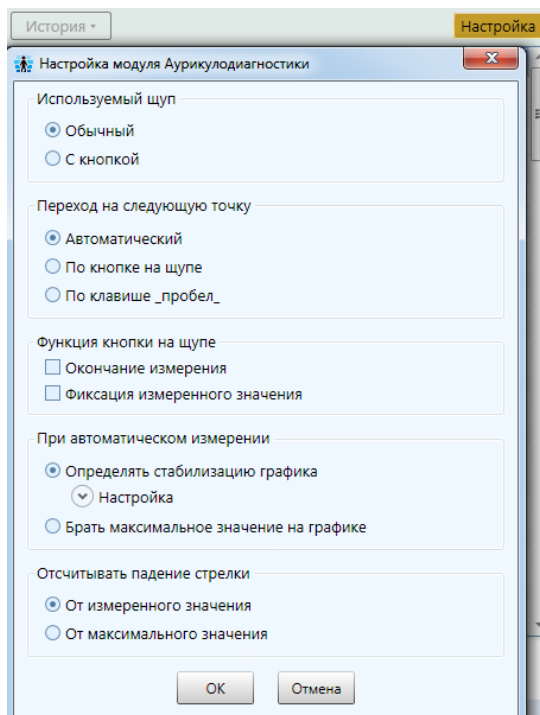 История
Настройка
Настройка модуля Аурикулодиагностики
Используемый щуп
Обычный
С кнопкой
Переход на следующую точку
Автоматический
По кнопке на щупе
По клавише _пробел_
Функция кнопки на щупе
Окончание измерения
Фиксация измеренного значения
При автоматическом измерении
Определять стабилизацию графика
Настройка
Брать максимальное значение на графике
Отсчитывать падение стрелки
От измеренного значения
От максимального значения
ОК
Отмена